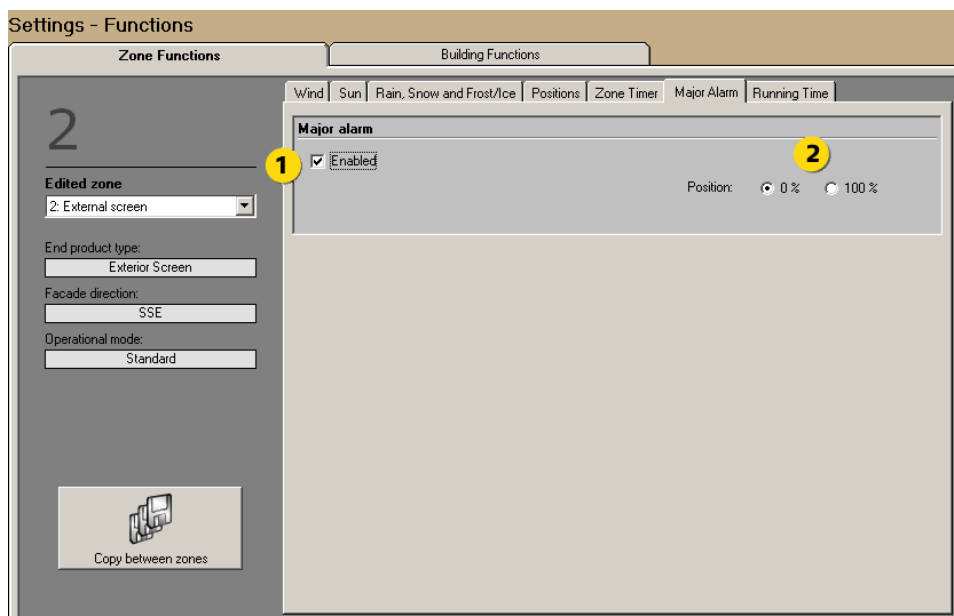 Settings - Functions
Zone Functions
Building Functions
2
Edited zone
2: External screen
End product type:
Exterior Screen
Facade direction:
SSE
Operational mode:
Standard
Copy between zones
Wind
Sun
Rain, Snow and Frost/Ice
Positions
Zone Timer
Major Alarm
Running Time
Major alarm
1
Enabled
2
Position:
0 %
100 %